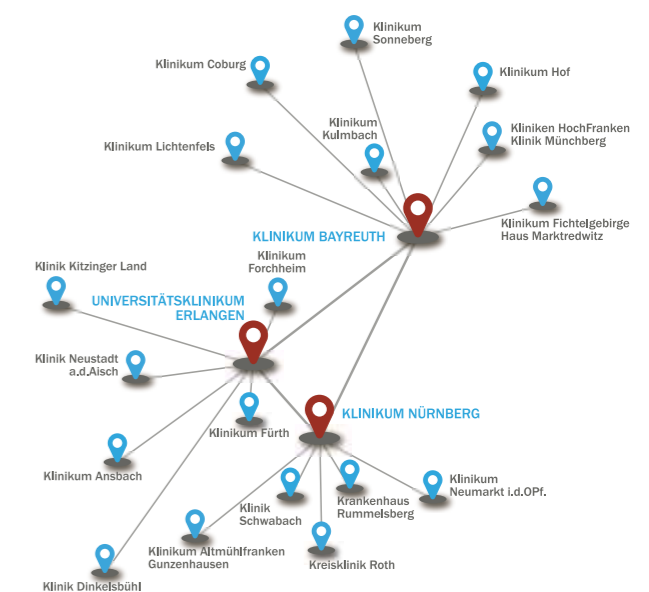 Klinikum
Sonneberg
Klinikum Coburg
Klinikum Hof
Klinikum
Kulmbach
Kliniken HochFranken
Klinik Münchberg
Klinikum Lichtenfels
Klinikum Fichtelgebirge
Haus Marktredwitz
KLINIKUM BAYREUTH
Klinikum
Forchheim
Klinik Kitzinger Land
UNIVERSITÄTSKLINIKUM
ERLANGEN
Klinik Neustadt
a.d.Aisch
KLINIKUM NÜRNBERG
Klinikum Fürth
Klinikum Ansbach
Klinik
Schwabach
Krankenhaus
Rummelsberg
Klinikum
Neumarkt i.d.OPf.
Klinikum Altmühlfranken
Gunzenhausen
Kreisklinik Roth
Klinik Dinkelsbühl